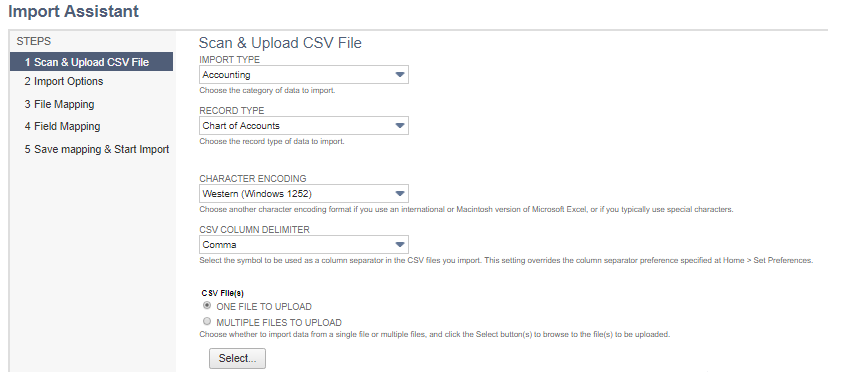 Import Assistant
STEPS
1 Scan & Upload CSV File
2 Import Options
3 File Mapping
4 Field Mapping
5 Save mapping & Start Import
Scan & Upload CSV File
IMPORT TYPE
Accounting
Choose the category of data to import.
RECORD TYPE
Chart of Accounts
Choose the record type of data to import.
CHARACTER ENCODING
Western (Windows 1252)
Choose another character encoding format if you use an international or Macintosh version of Microsoft Excel, or if you typically use special characters.
CSV COLUMN DELIMITER
Comma
Select the symbol to be used as a column separator in the CSV files you import. This setting overrides the column separator preference specified at Home > Set Preferences.
CSV File(s)
ONE FILE TO UPLOAD
MULTIPLE FILES TO UPLOAD
Choose whether to import data from a single file or multiple files, and click the Select button(s) to browse to the file(s) to be uploaded.
Select...